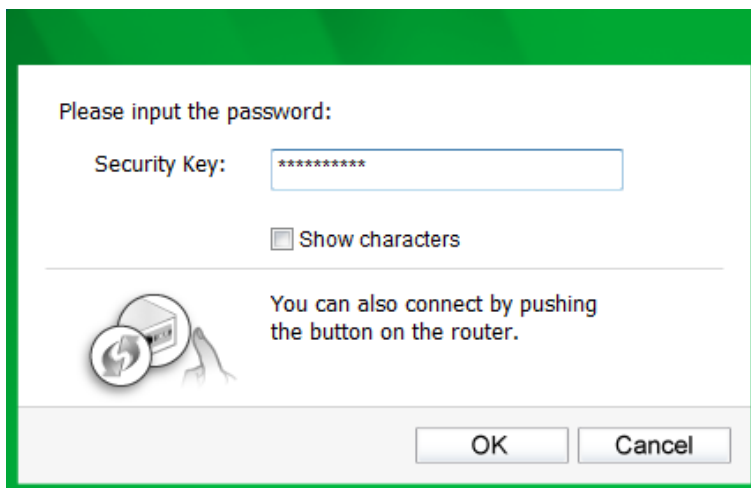 Please input the password:
Security Key: **********
Show characters
You can also connect by pushing
the button on the router.
OK Cancel